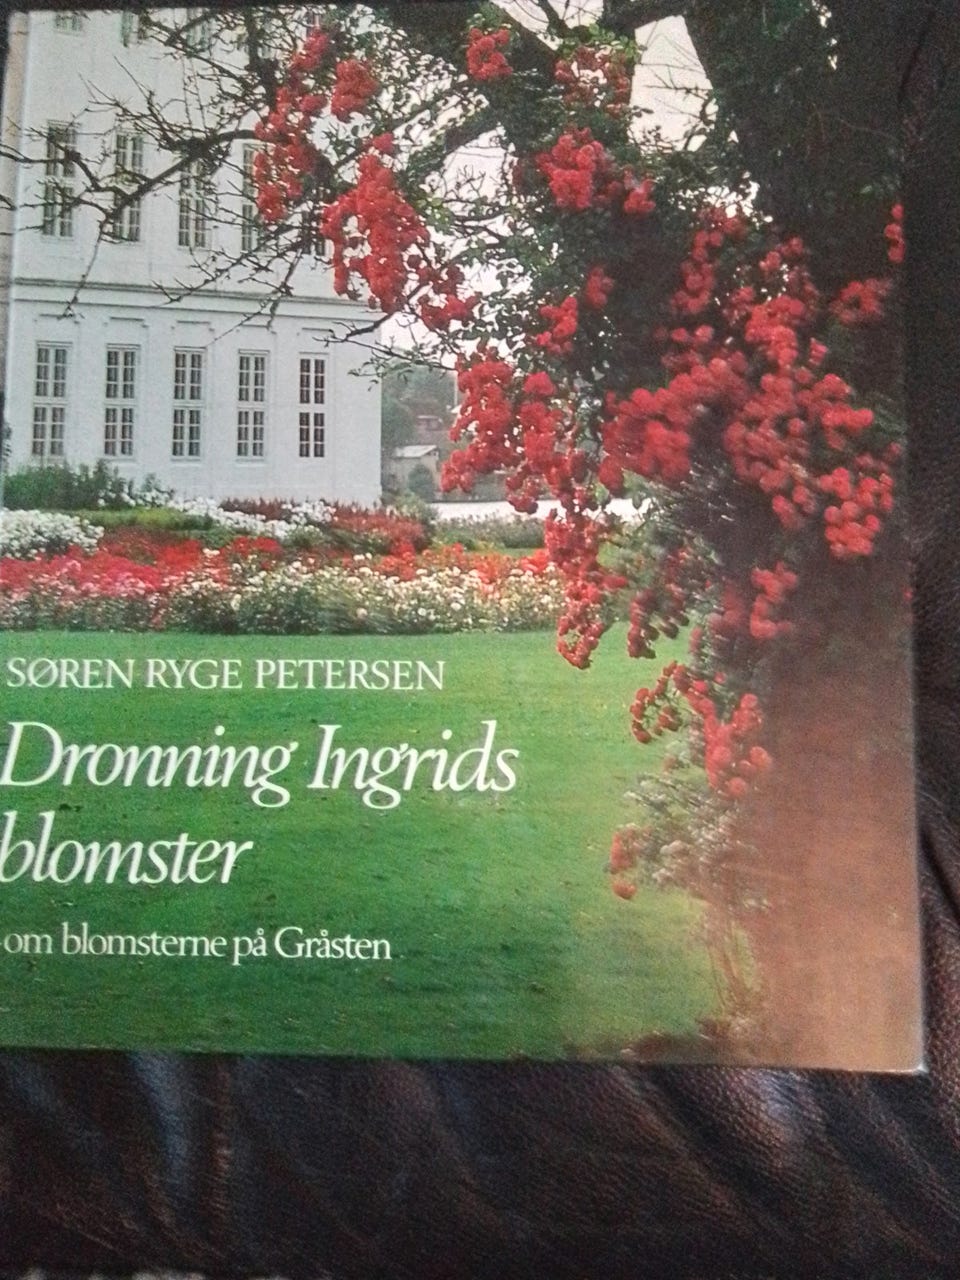 SØREN RYGE PETERSEN
Dronning Ingrids
blomster
- om blomsterne på Gråsten